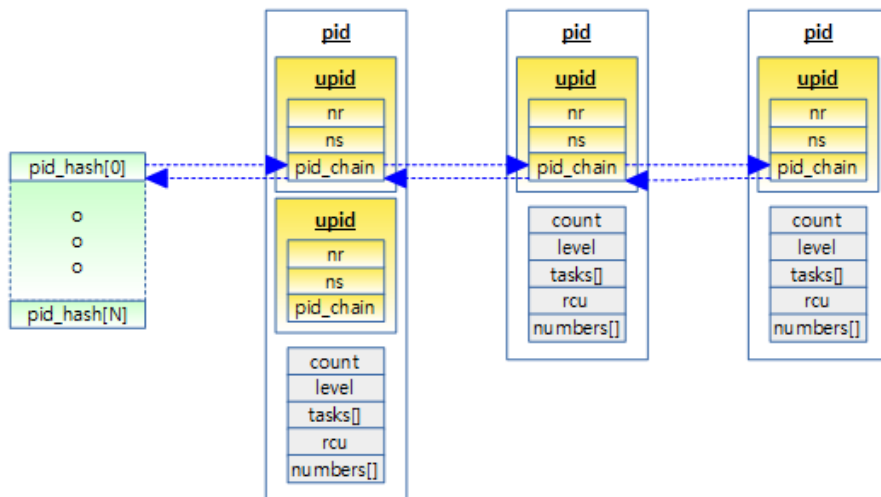 pid
upid
nr
ns
pid_chain
upid
nr
ns
pid_chain
count
level
tasks[]
rcu
numbers[]
pid
upid
nr
ns
pid_chain
count
level
tasks[]
rcu
numbers[]
pid
upid
nr
ns
pid_chain
count
level
tasks[]
rcu
numbers[]
pid_hash[0]
o
o
o
pid_hash[N]